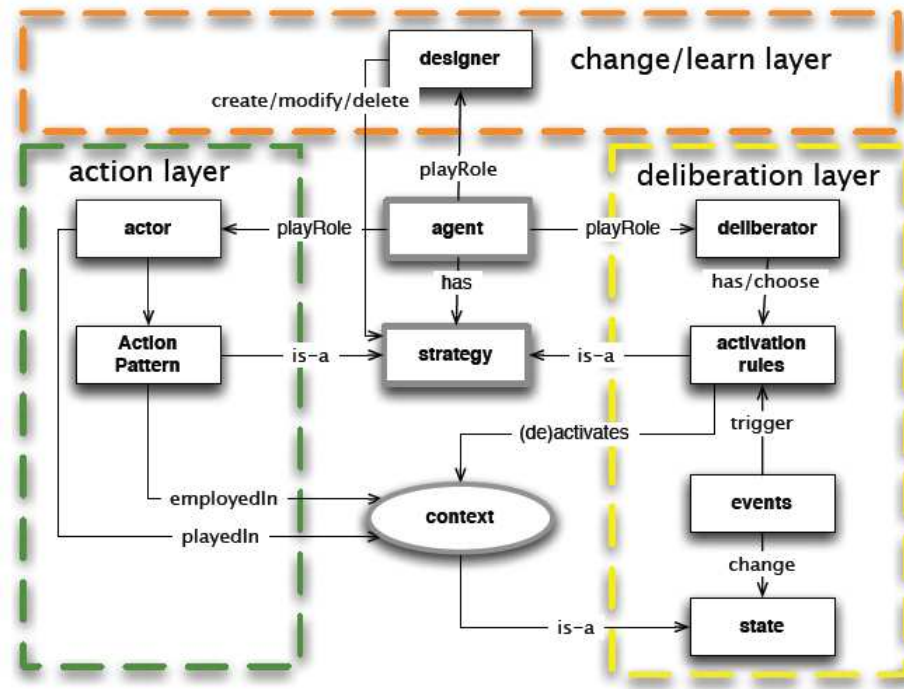 designer
change/learn layer
create/modify/delete
playRole
action layer
deliberation layer
actor
playRole
agent
playRole
deliberator
has
has/choose
Action
Pattern
is-a
strategy
is-a
activation
rules
(de)activates
trigger
employedIn
context
events
playedIn
change
is-a
state